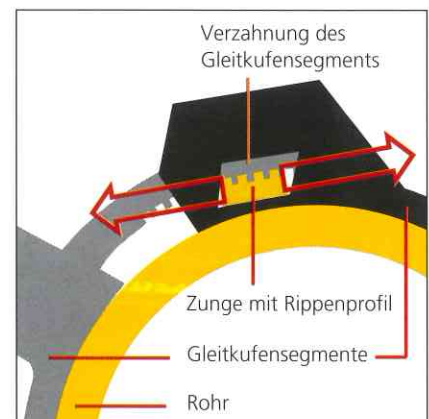 Verzahnung des
Gleitkufensegments
Zunge mit Rippenprofil
Gleitkufensegmente
Rohr